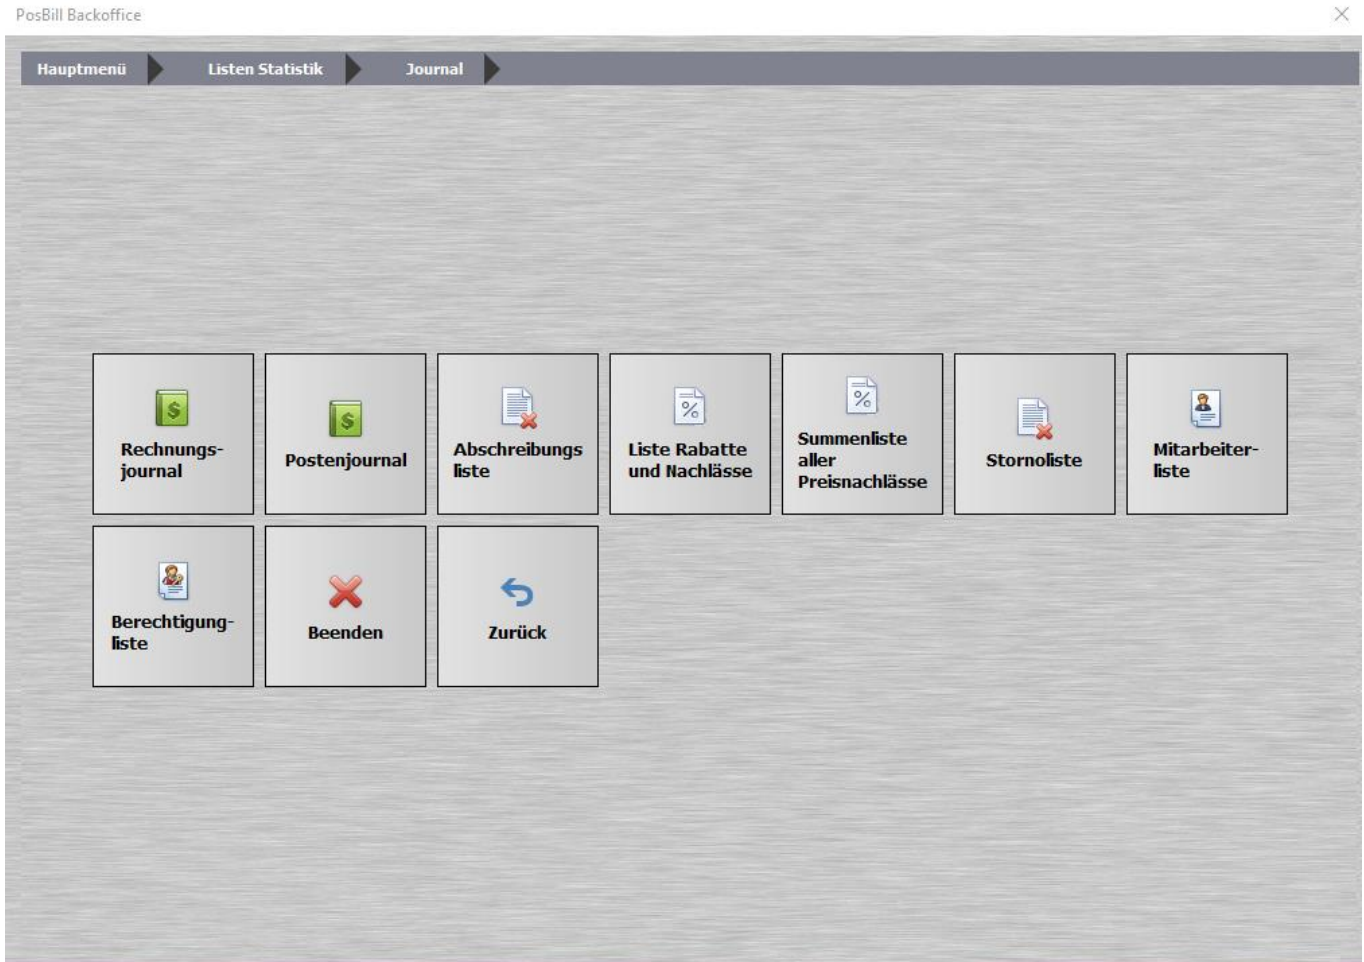 PosBill Backoffice
Hauptmenü
Listen Statistik
Journal
Rechnungs-
journal
Postenjournal
Abschreibungs
liste
Liste Rabatte
und Nachlässe
Summenliste
aller
Preisnachlässe
Stornoliste
Mitarbeiter-
liste
Berechtigung-
liste
Beenden
Zurück